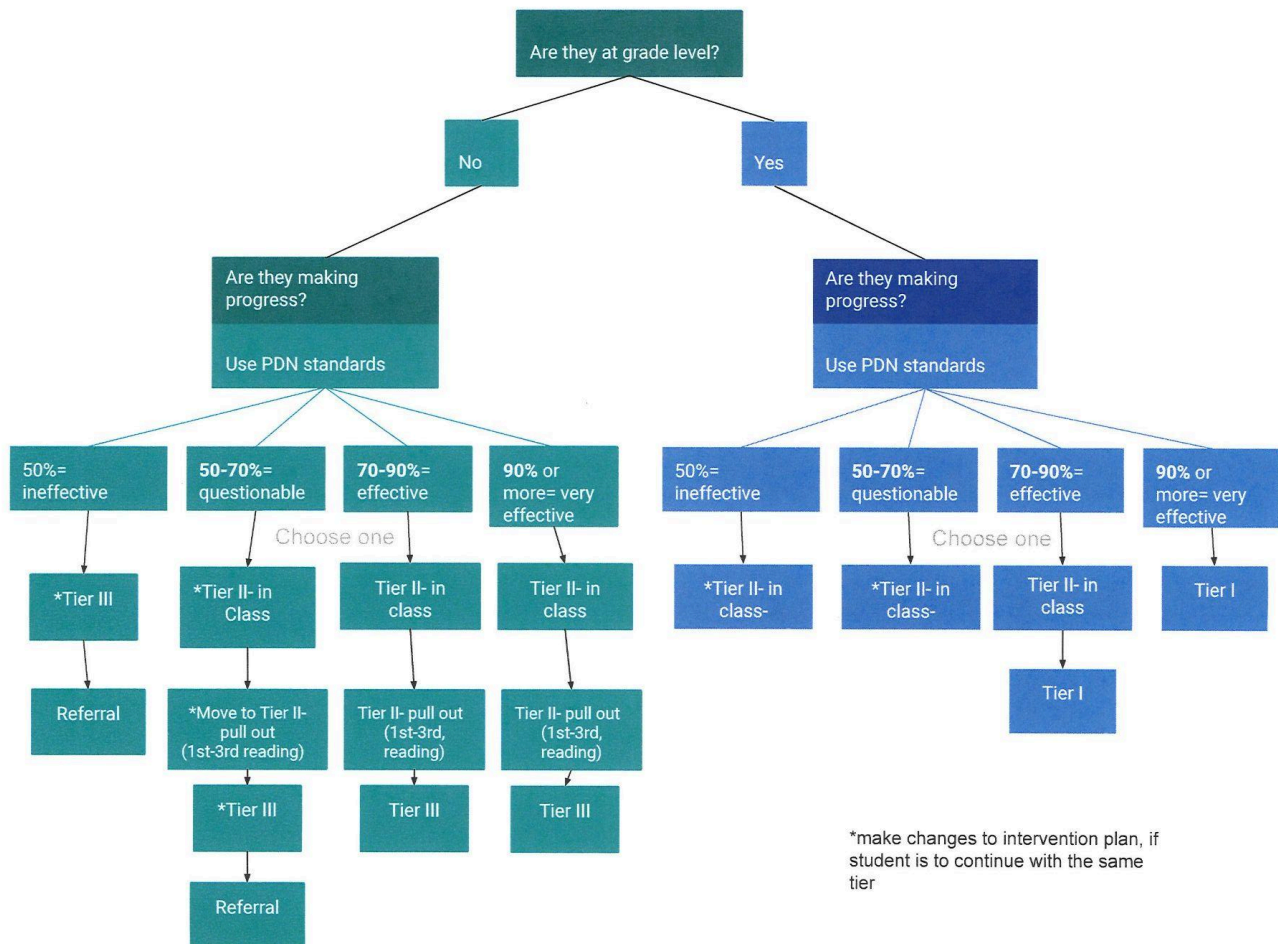 Are they at grade level?
No
Yes
Are they making
progress?
Use PDN standards
Are they making
progress?
Use PDN standards
50%=
ineffective
50-70%=
questionable
70-90%=
effective
90% or
more= very
effective
50%=
ineffective
50-70%=
questionable
70-90%=
effective
90% or
more= very
effective
Choose one
Choose one
*Tier III
*Tier II- in
Class
Tier II- in
class
Tier II- in
class
*Tier II- in
class-
*Tier II- in
class-
Tier II- in
class
Tier I
Referral
*Move to Tier II-
pull out
(1st-3rd reading)
Tier II- pull out
(1st-3rd,
reading)
Tier II- pull out
(1st-3rd,
reading)
Tier I
*Tier III
Tier III
Tier III
Referral
*make changes to intervention plan, if
student is to continue with the same
tier